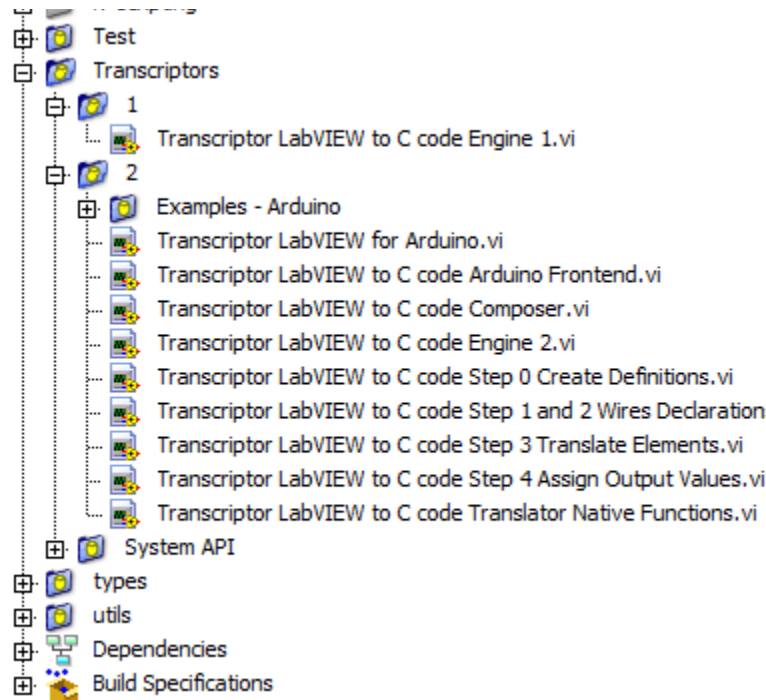 Test
Transcriptors
1
Transcriptor LabVIEW to C code Engine 1.vi
2
Examples - Arduino
Transcriptor LabVIEW for Arduino.vi
Transcriptor LabVIEW to C code Arduino Frontend.vi
Transcriptor LabVIEW to C code Composer.vi
Transcriptor LabVIEW to C code Engine 2.vi
Transcriptor LabVIEW to C code Step 0 Create Definitions.vi
Transcriptor LabVIEW to C code Step 1 and 2 Wires Declaration
Transcriptor LabVIEW to C code Step 3 Translate Elements.vi
Transcriptor LabVIEW to C code Step 4 Assign Output Values.vi
Transcriptor LabVIEW to C code Translator Native Functions.vi
System API
types
utils
Dependencies
Build Specifications